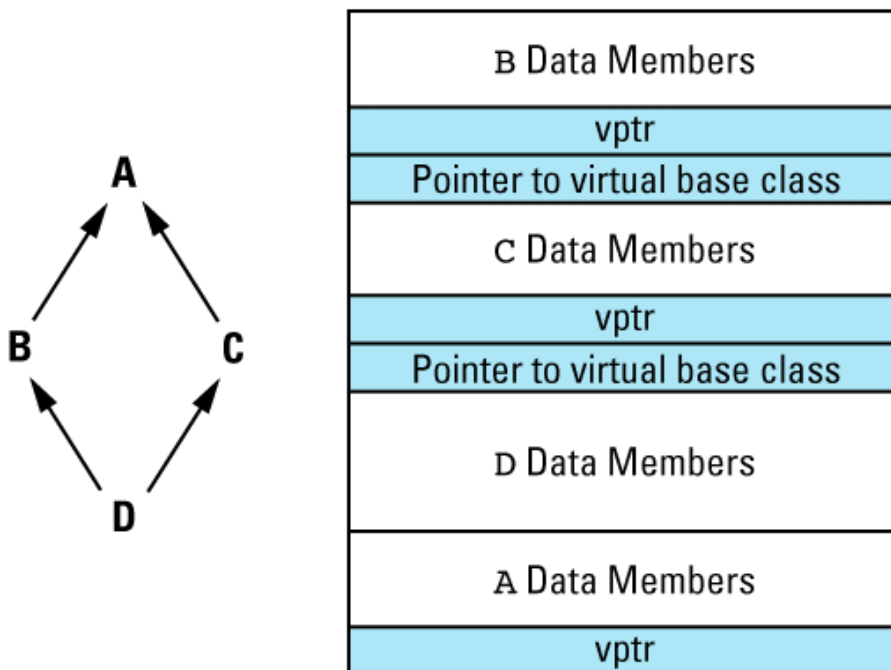 A
B
C
D
B Data Members
vptr
Pointer to virtual base class
C Data Members
vptr
Pointer to virtual base class
D Data Members
A Data Members
vptr